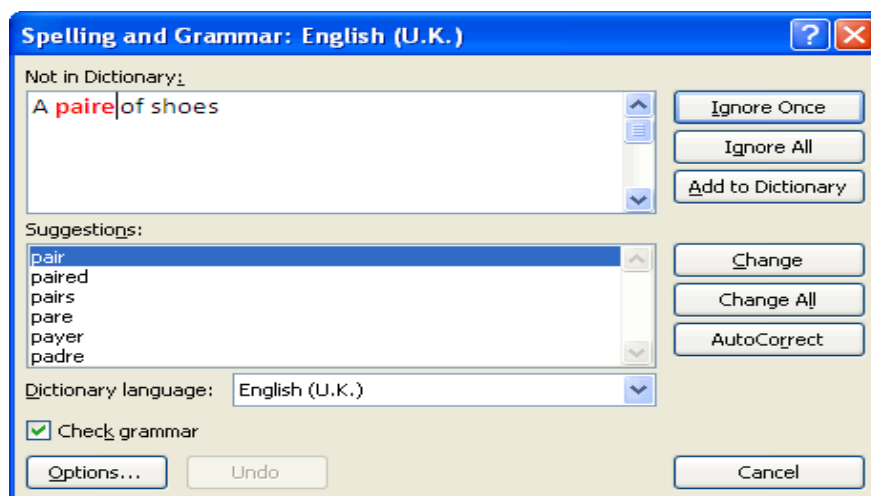 Spelling and Grammar: English (U.K.)
Not in Dictionary:
A paire of shoes
Ignore Once
Ignore All
Add to Dictionary
Suggestions:
pair
paired
pairs
pare
payer
padre
Change
Change All
AutoCorrect
Dictionary language: English (U.K.)
Check grammar
Options... Undo Cancel